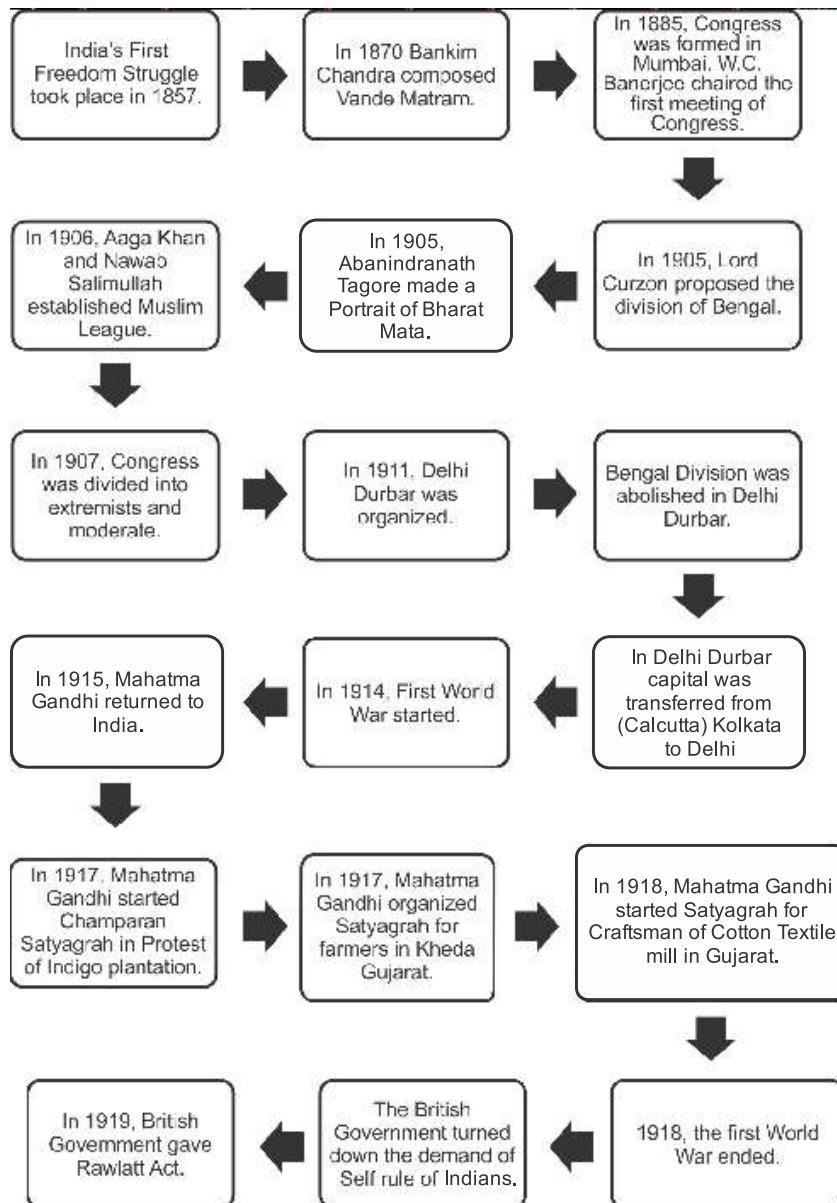 India's First
Freedom Struggle
took place in 1857.
In 1870 Bankim
Chandra composed
Vande Matram.
In 1885, Congress
was formed in
Mumbai. W.C.
Banerjee chaired the
first meeting of
Congress.
In 1905, Lord
Curzon proposed the
division of Bengal.
In 1905,
Abanindranath
Tagore made a
Portrait of Bharat
Mata.
In 1906, Aaga Khan
and Nawab
Salimullah
established Muslim
League.
In 1907, Congress
was divided into
extremists and
moderate.
In 1911, Delhi
Durbar was
organized.
Bengal Division was
abolished in Delhi
Durbar.
In Delhi Durbar
capital was
transferred from
(Calcutta) Kolkata
to Delhi
In 1914, First World
War started.
In 1915, Mahatma
Gandhi returned to
India.
In 1917, Mahatma
Gandhi started
Champaran
Satyagrah in Protest
of Indigo plantation.
In 1917, Mahatma
Gandhi organized
Satyagrah for
farmers in Kheda
Gujarat.
In 1918, Mahatma Gandhi
started Satyagrah for
Craftsman of Cotton Textile
mill in Gujarat.
1918, the first World
War ended.
The British
Government turned
down the demand of
Self rule of Indians.
In 1919, British
Government gave
Rawlatt Act.